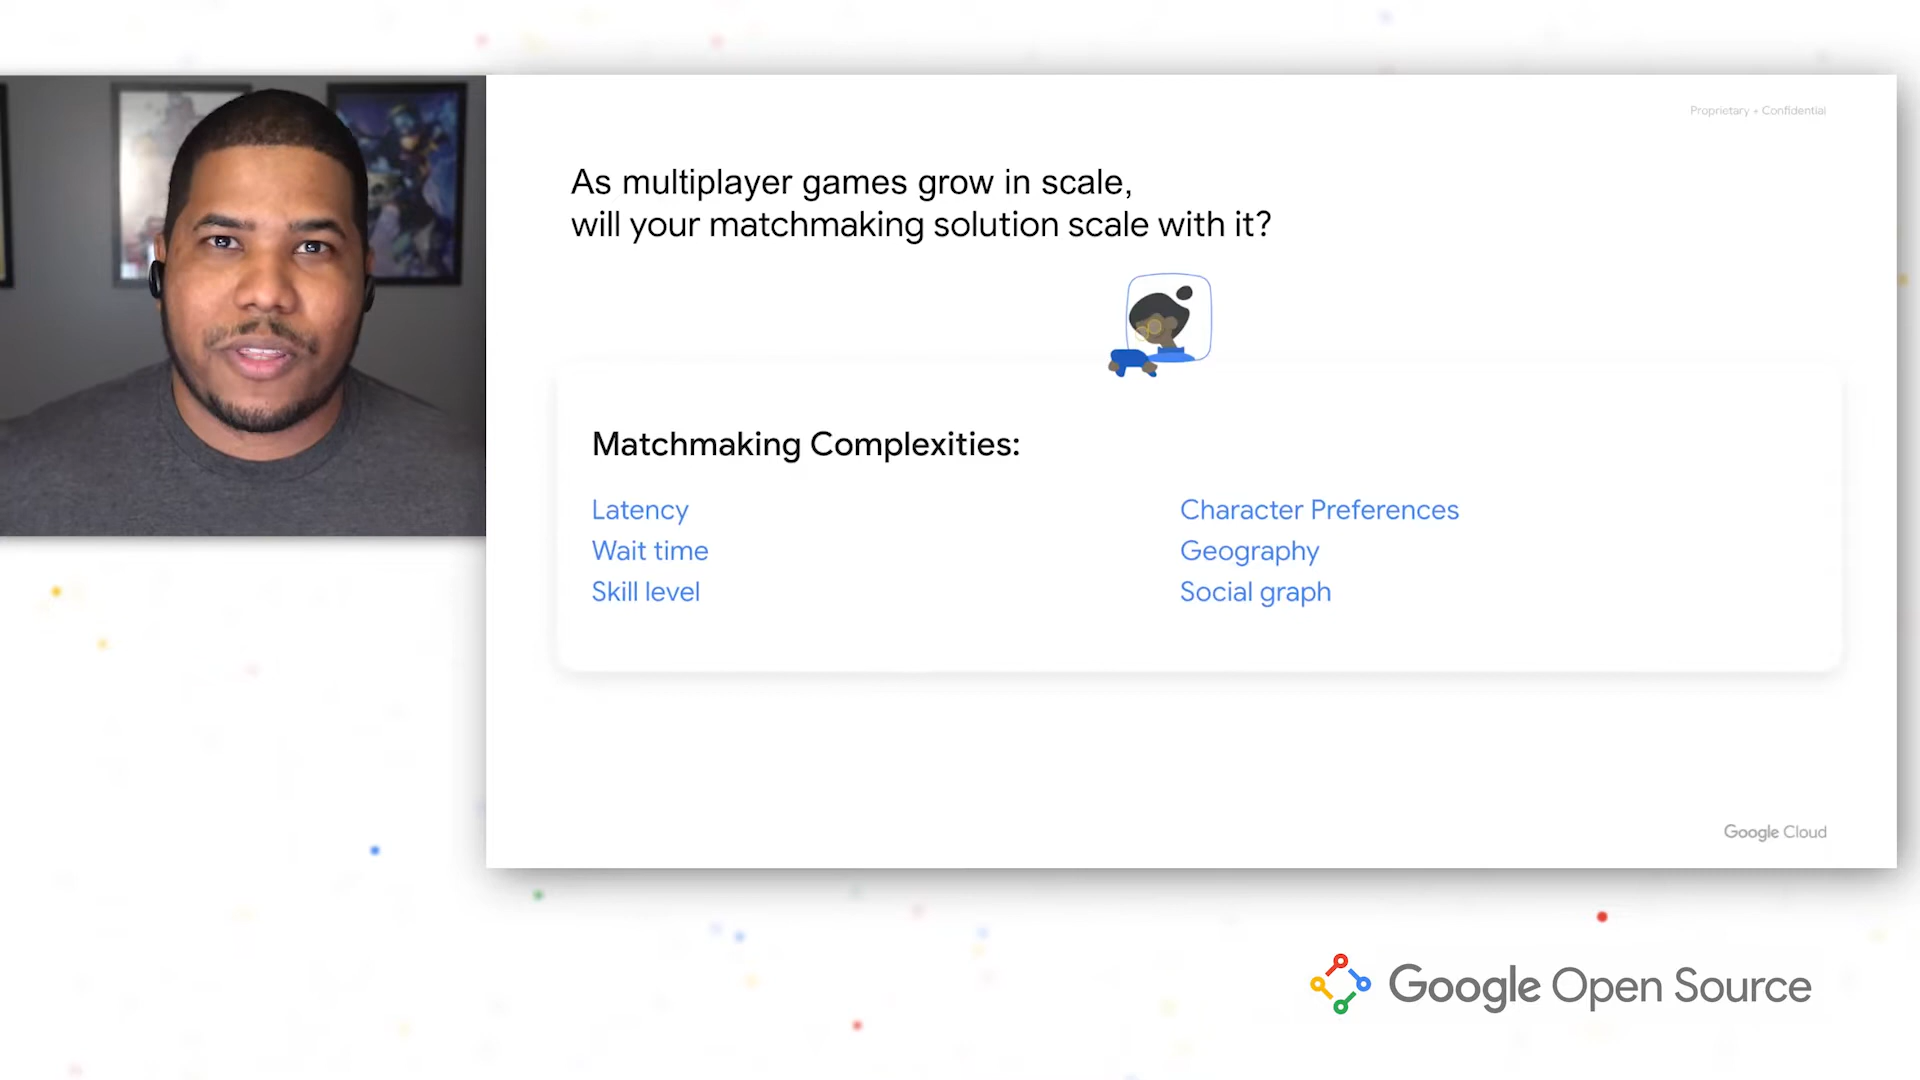 Proprietary + Confidential
As multiplayer games grow in scale,
will your matchmaking solution scale with it?
Matchmaking Complexities:
Latency
Wait time
Skill level
Character Preferences
Geography
Social graph
Google Cloud
Google Open Source